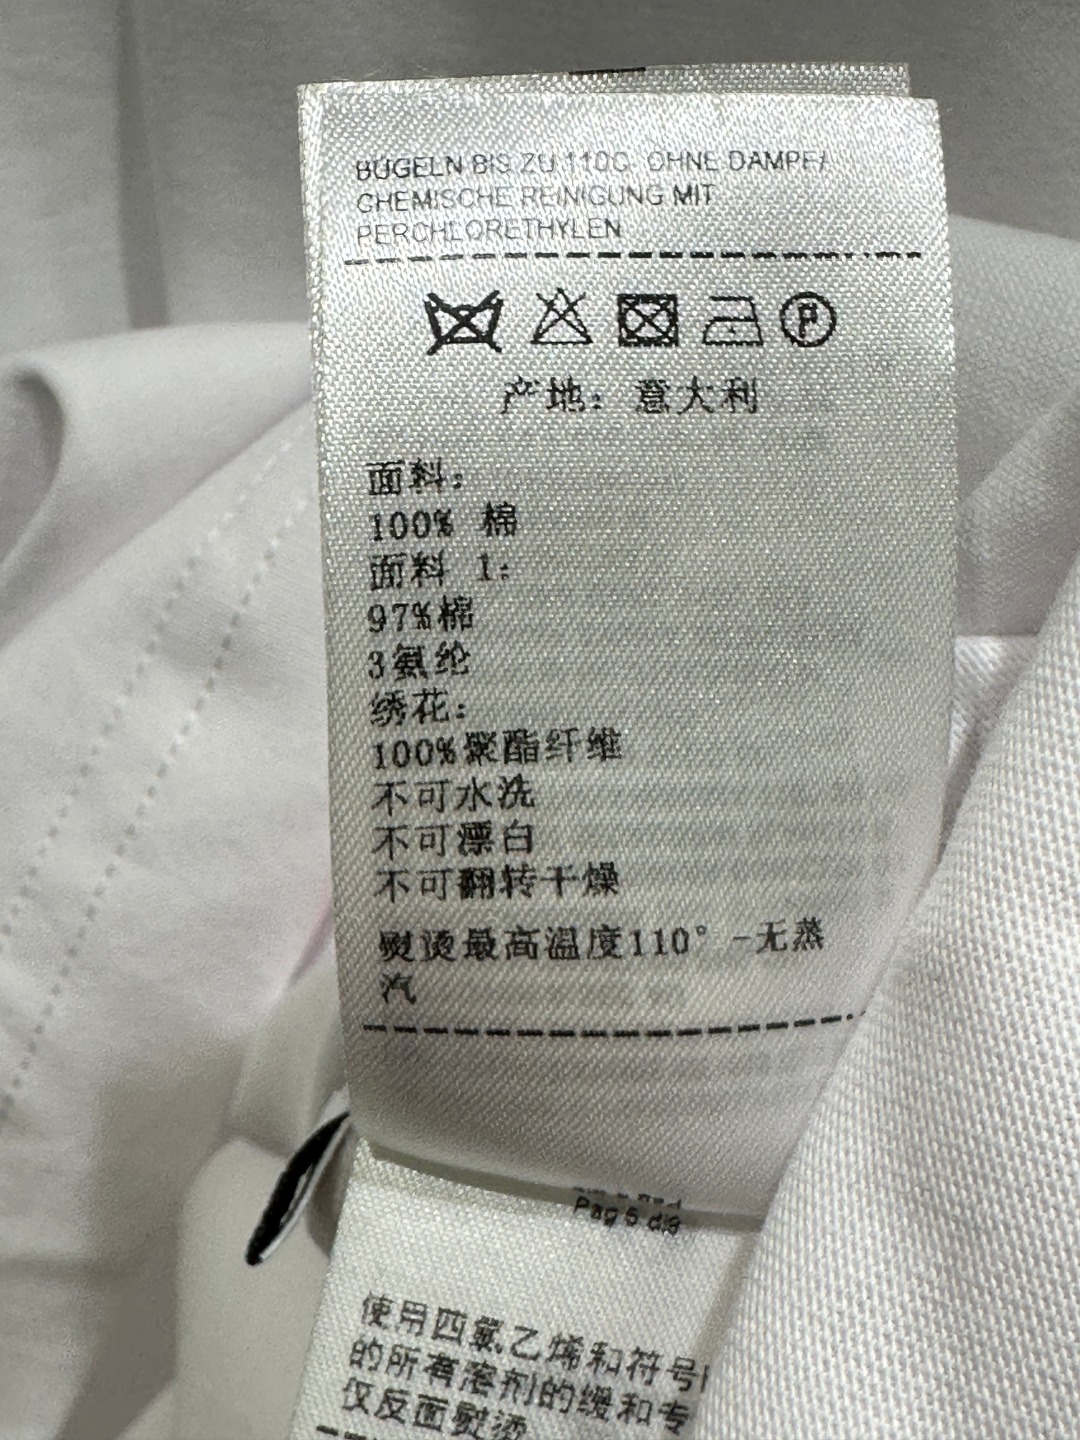 BÜGELN BIS ZU 110C. OHNE DAMPF/
CHEMISCHE REINIGUNG MIT
PERCHLORETHYLEN
P
产地：意大利
面料：
100% 棉
面料 1:
97%棉
3氨纶
绣花：
100%聚酯纤维
不可水洗
不可漂白
不可翻转干燥
熨烫最高温度110°-无蒸
汽
Pag 6 di8
使用四氯乙烯和符号
的所有溶剂的缓和专
仅反面熨烫